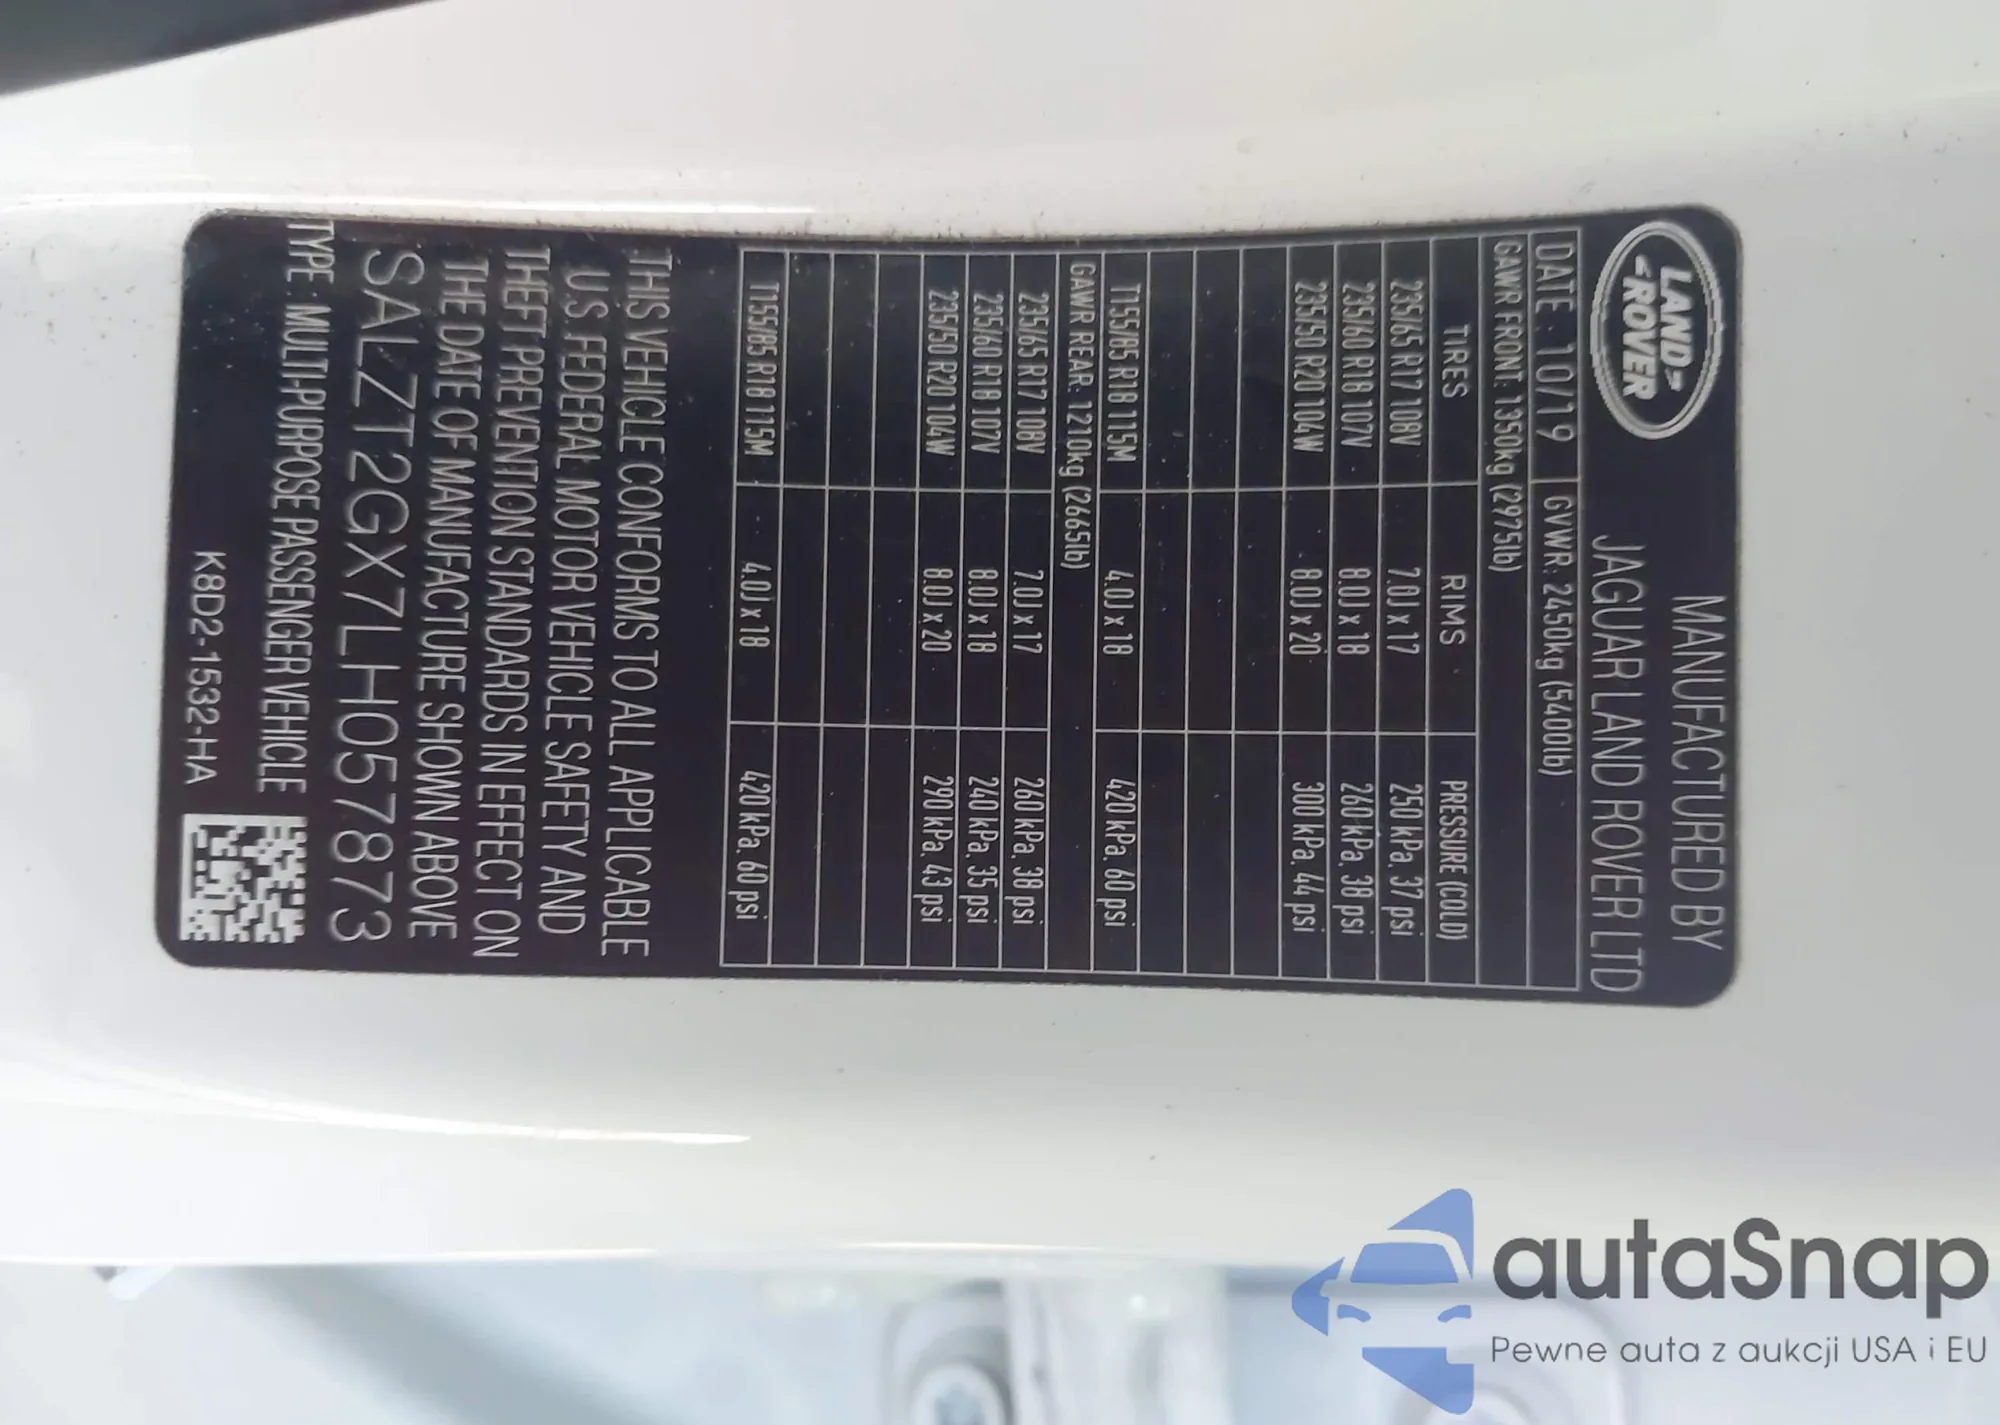 LAND
ROVER
MANUFACTURED BY
JAGUAR LAND ROVER LTD
DATE: 10/19 GVWR: 2450kg (5400lb)
GAWR FRONT: 1350kg (2975lb)
TIRES RIMS PRESSURE (COLD)
235/65 R17 108V 7.0J x 17 250 kPa, 37 psi
235/60 R18 107V 8.0J x 18 260 kPa, 38 psi
235/50 R20 104W 8.0J x 20 300 kPa, 44 psi
T155/85 R18 115M 4.0J x 18 420 kPa, 60 psi
GAWR REAR: 1210kg (2665lb)
235/65 R17 108V 7.0J x 17 260 kPa, 38 psi
235/60 R18 107V 8.0J x 18 240 kPa, 35 psi
235/50 R20 104W 8.0J x 20 290 kPa, 43 psi
T155/85 R18 115M 4.0J x 18 420 kPa, 60 psi
THIS VEHICLE CONFORMS TO ALL APPLICABLE
U.S. FEDERAL MOTOR VEHICLE SAFETY AND
THEFT PREVENTION STANDARDS IN EFFECT ON
THE DATE OF MANUFACTURE SHOWN ABOVE
SALZT2GX7LH057873
TYPE: MULTI-PURPOSE PASSENGER VEHICLE
K8D2-1532-HA
autaSnap
Pewne auta z aukcji USA i EU